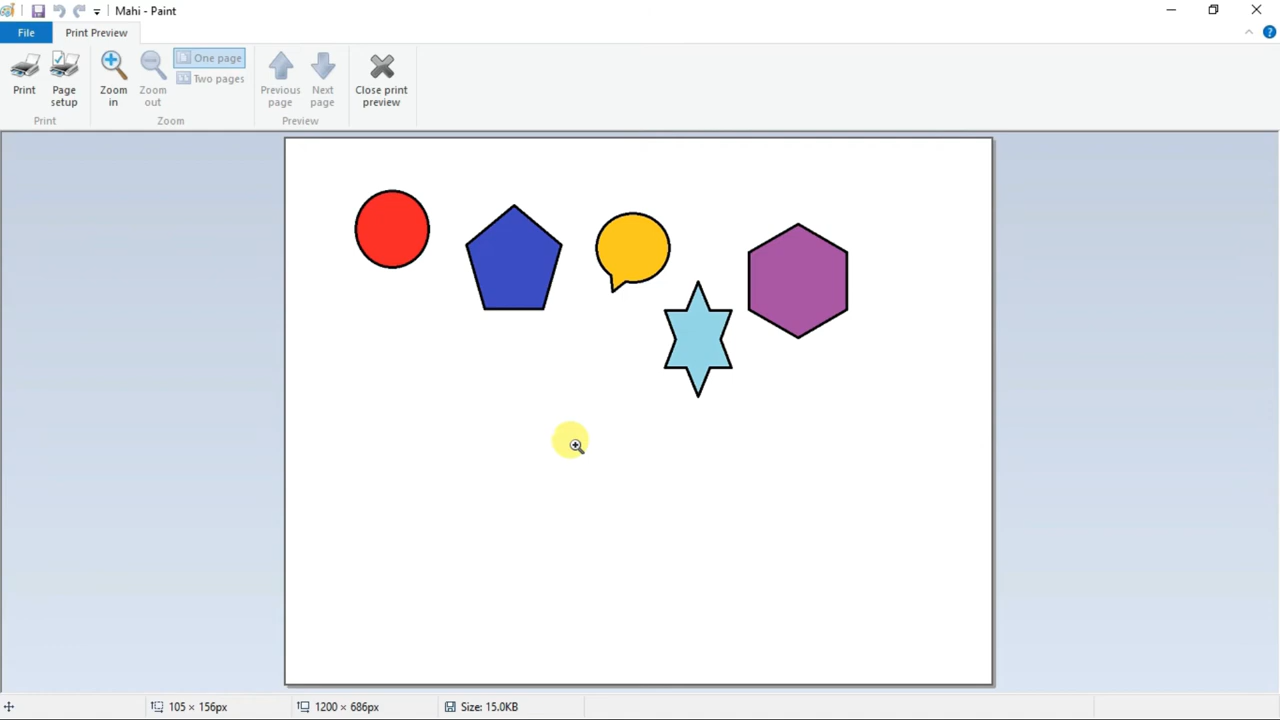 Mahi - Paint
File
Print Preview
Print
Page setup
Zoom in
Zoom out
One page
Two pages
Previous page
Next page
Close print preview
Print
Zoom
Preview
105 × 156px
1200 × 686px
Size: 15.0KB